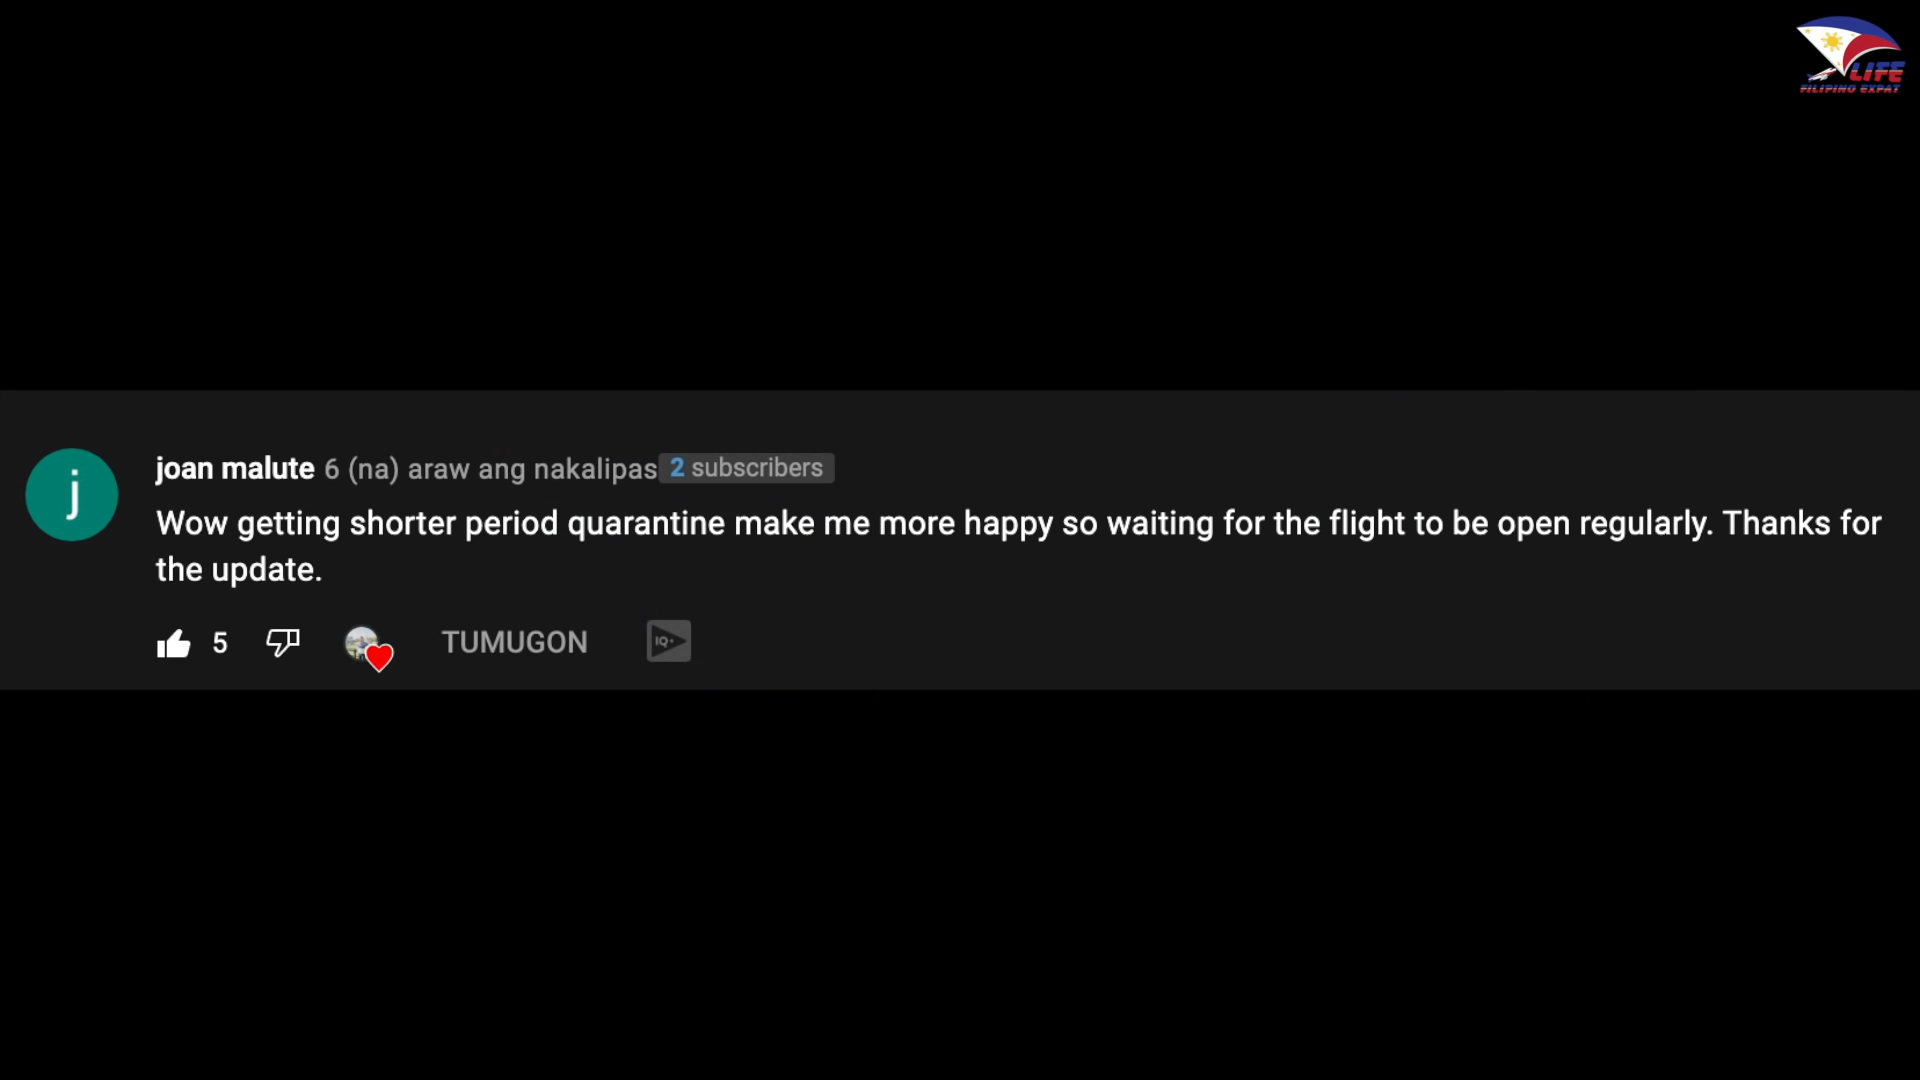 LIFE
FILIPINO EXPAT
j
joan malute 6 (na) araw ang nakalipas 2 subscribers
Wow getting shorter period quarantine make me more happy so waiting for the flight to be open regularly. Thanks for
the update.
5 TUMUGON IQ+